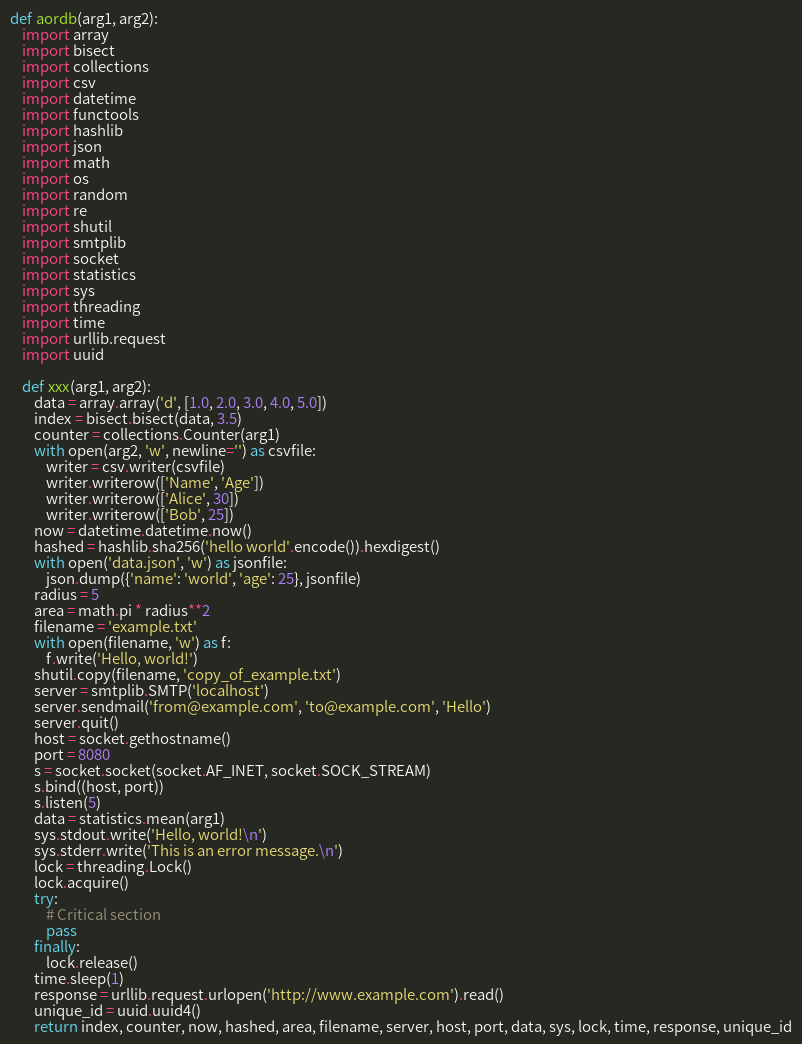 def aordb(arg1, arg2):
    import array
    import bisect
    import collections
    import csv
    import datetime
    import functools
    import hashlib
    import json
    import math
    import os
    import random
    import re
    import shutil
    import smtplib
    import socket
    import statistics
    import sys
    import threading
    import time
    import urllib.request
    import uuid

    def xxx(arg1, arg2):
        data = array.array('d', [1.0, 2.0, 3.0, 4.0, 5.0])
        index = bisect.bisect(data, 3.5)
        counter = collections.Counter(arg1)
        with open(arg2, 'w', newline='') as csvfile:
            writer = csv.writer(csvfile)
            writer.writerow(['Name', 'Age'])
            writer.writerow(['Alice', 30])
            writer.writerow(['Bob', 25])
        now = datetime.datetime.now()
        hashed = hashlib.sha256('hello world'.encode()).hexdigest()
        with open('data.json', 'w') as jsonfile:
            json.dump({'name': 'world', 'age': 25}, jsonfile)
        radius = 5
        area = math.pi * radius**2
        filename = 'example.txt'
        with open(filename, 'w') as f:
            f.write('Hello, world!')
        shutil.copy(filename, 'copy_of_example.txt')
        server = smtplib.SMTP('localhost')
        server.sendmail('from@example.com', 'to@example.com', 'Hello')
        server.quit()
        host = socket.gethostname()
        port = 8080
        s = socket.socket(socket.AF_INET, socket.SOCK_STREAM)
        s.bind((host, port))
        s.listen(5)
        data = statistics.mean(arg1)
        sys.stdout.write('Hello, world!\n')
        sys.stderr.write('This is an error message.\n')
        lock = threading.Lock()
        lock.acquire()
        try:
            # Critical section
            pass
        finally:
            lock.release()
        time.sleep(1)
        response = urllib.request.urlopen('http://www.example.com').read()
        unique_id = uuid.uuid4()
        return index, counter, now, hashed, area, filename, server, host, port, data, sys, lock, time, response, unique_id